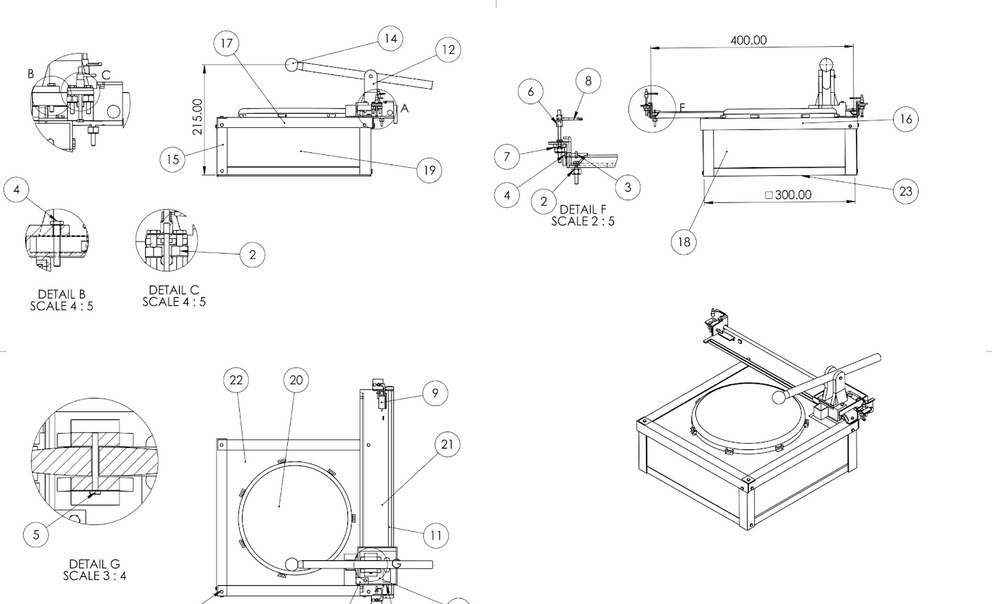 14
17
12
B
C
215.00
A
15
19
4
2
DETAIL B
SCALE 4 : 5
DETAIL C
SCALE 4 : 5
400.00
8
6
F
16
7
4
2
3
DETAIL F
SCALE 2 : 5
□300.00
23
18
22
20
9
21
5
11
DETAIL G
SCALE 3 : 4